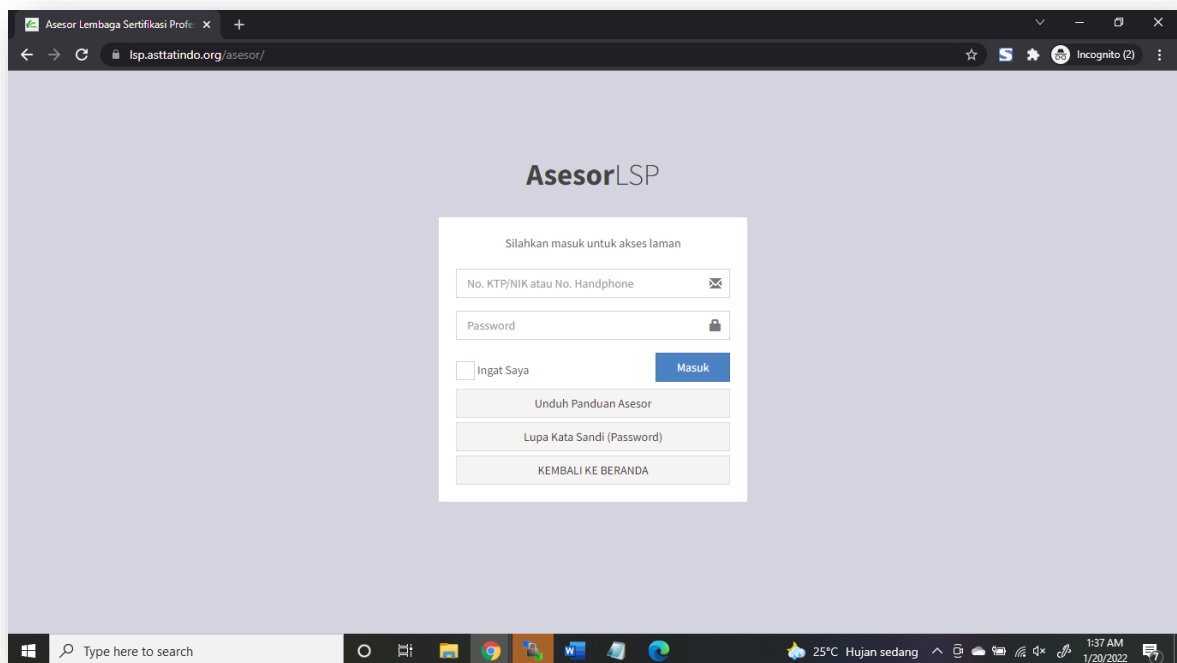 Asesor Lembaga Sertifikasi Profe
Incognito (2)
lsp.asttatindo.org/asesor/
AsesorLSP
Silahkan masuk untuk akses laman
No. KTP/NIK atau No. Handphone
Password
Ingat Saya
Masuk
Unduh Panduan Asesor
Lupa Kata Sandi (Password)
KEMBALI KE BERANDA
Type here to search
25°C Hujan sedang
1:37 AM
1/20/2022
7